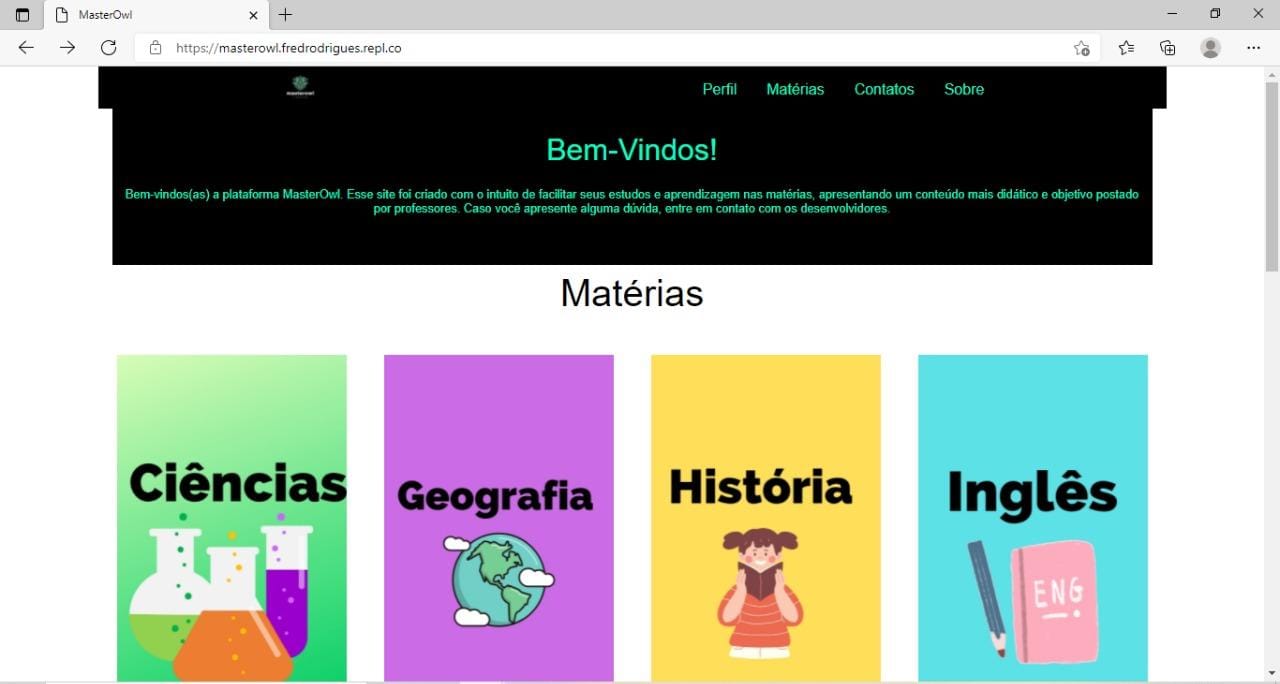 MasterOwl
https://masterowl.fredrodrigues.repl.co
masterowl
Perfil Matérias Contatos Sobre
Bem-Vindos!
Bem-vindos(as) a plataforma MasterOwl. Esse site foi criado com o intuito de facilitar seus estudos e aprendizagem nas matérias, apresentando um conteúdo mais didático e objetivo postado
por professores. Caso você apresente alguma dúvida, entre em contato com os desenvolvedores.
Matérias
Ciências
Geografia
História
Inglês
ENG